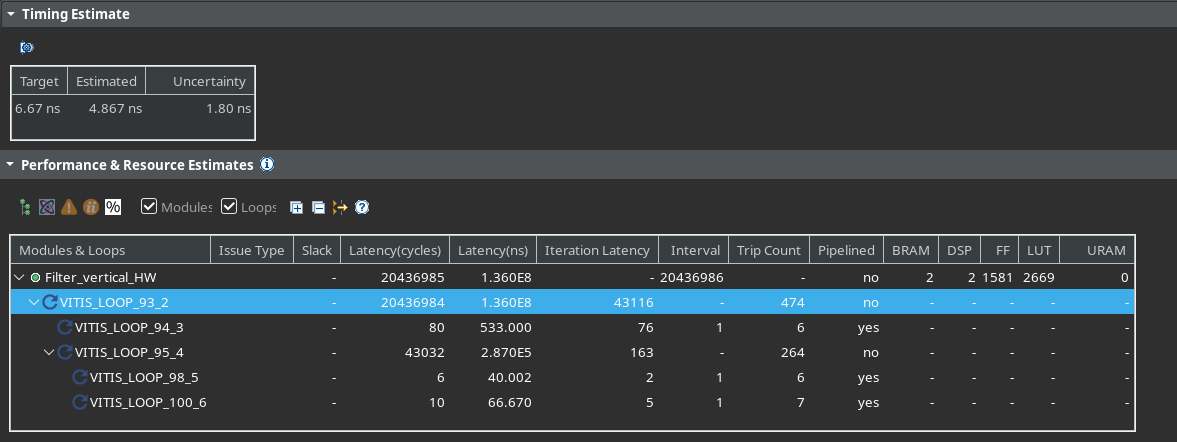 Timing Estimate
Target Estimated Uncertainty
6.67 ns 4.867 ns 1.80 ns
Performance & Resource Estimates
% Modules Loops
Modules & Loops Issue Type Slack Latency(cycles) Latency(ns) Iteration Latency Interval Trip Count Pipelined BRAM DSP FF LUT URAM
Filter_vertical_HW - 20436985 1.360E8 - 20436986 - no 2 2 1581 2669 0
VITIS_LOOP_93_2 - 20436984 1.360E8 43116 - 474 no - - - - -
VITIS_LOOP_94_3 - 80 533.000 76 1 6 yes - - - - -
VITIS_LOOP_95_4 - 43032 2.870E5 163 - 264 no - - - - -
VITIS_LOOP_98_5 - 6 40.002 2 1 6 yes - - - - -
VITIS_LOOP_100_6 - 10 66.670 5 1 7 yes - - - - -